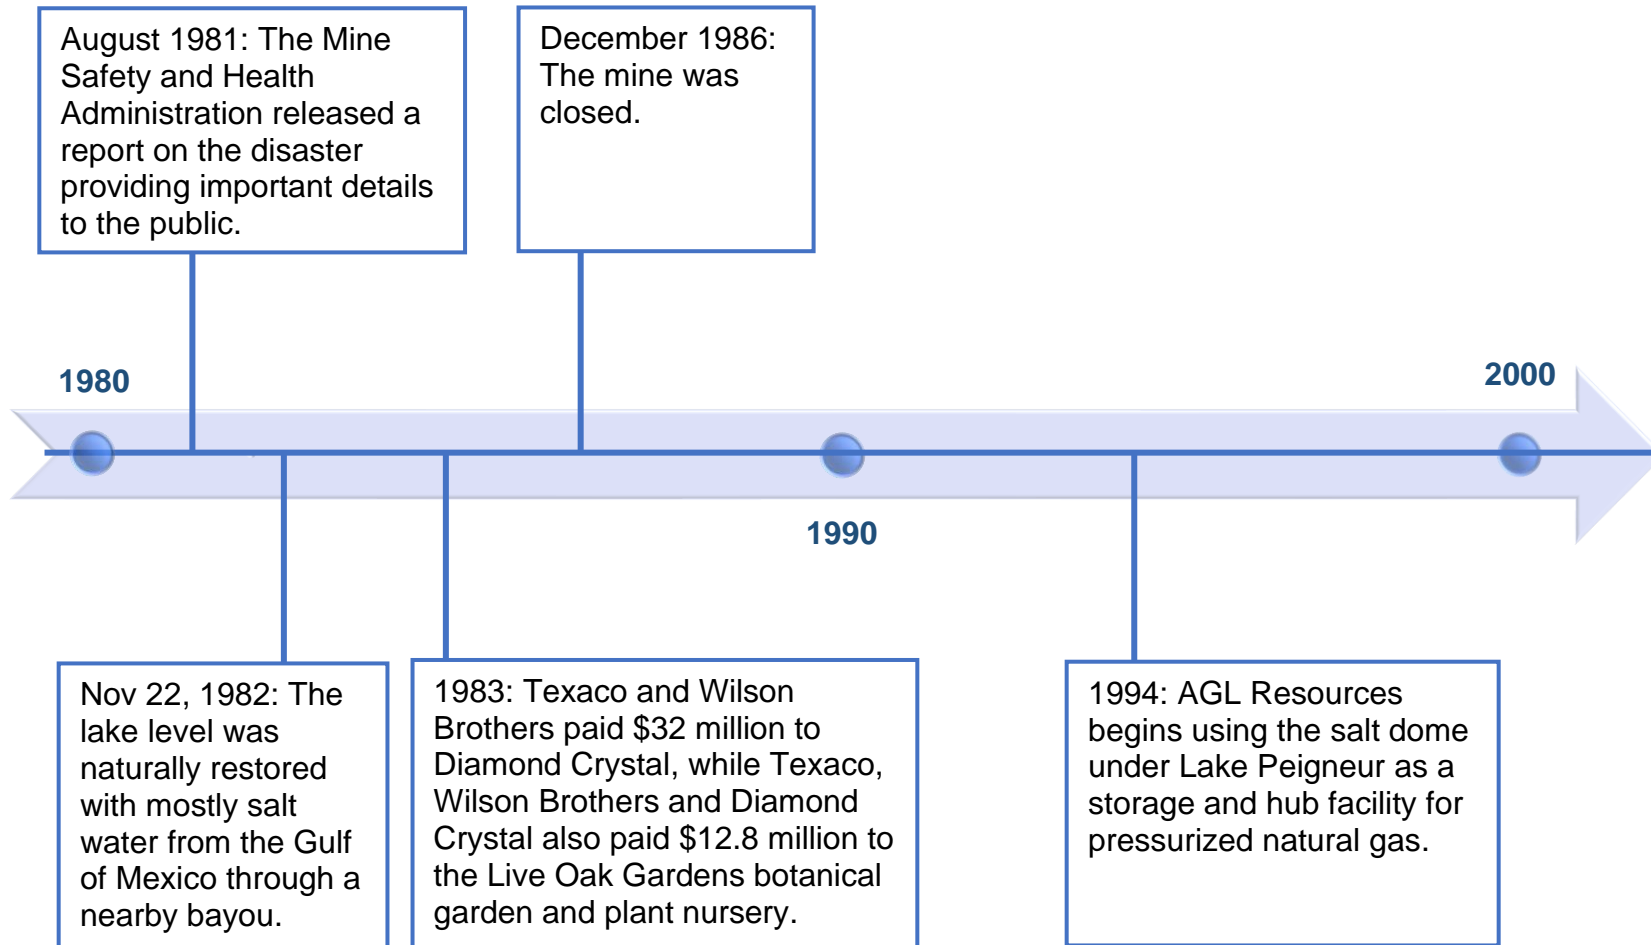 August 1981: The Mine
Safety and Health
Administration released a
report on the disaster
providing important details
to the public.
December 1986:
The mine was
closed.
1980
2000
1990
Nov 22, 1982: The
lake level was
naturally restored
with mostly salt
water from the Gulf
of Mexico through a
nearby bayou.
1983: Texaco and Wilson
Brothers paid $32 million to
Diamond Crystal, while Texaco,
Wilson Brothers and Diamond
Crystal also paid $12.8 million to
the Live Oak Gardens botanical
garden and plant nursery.
1994: AGL Resources
begins using the salt dome
under Lake Peigneur as a
storage and hub facility for
pressurized natural gas.